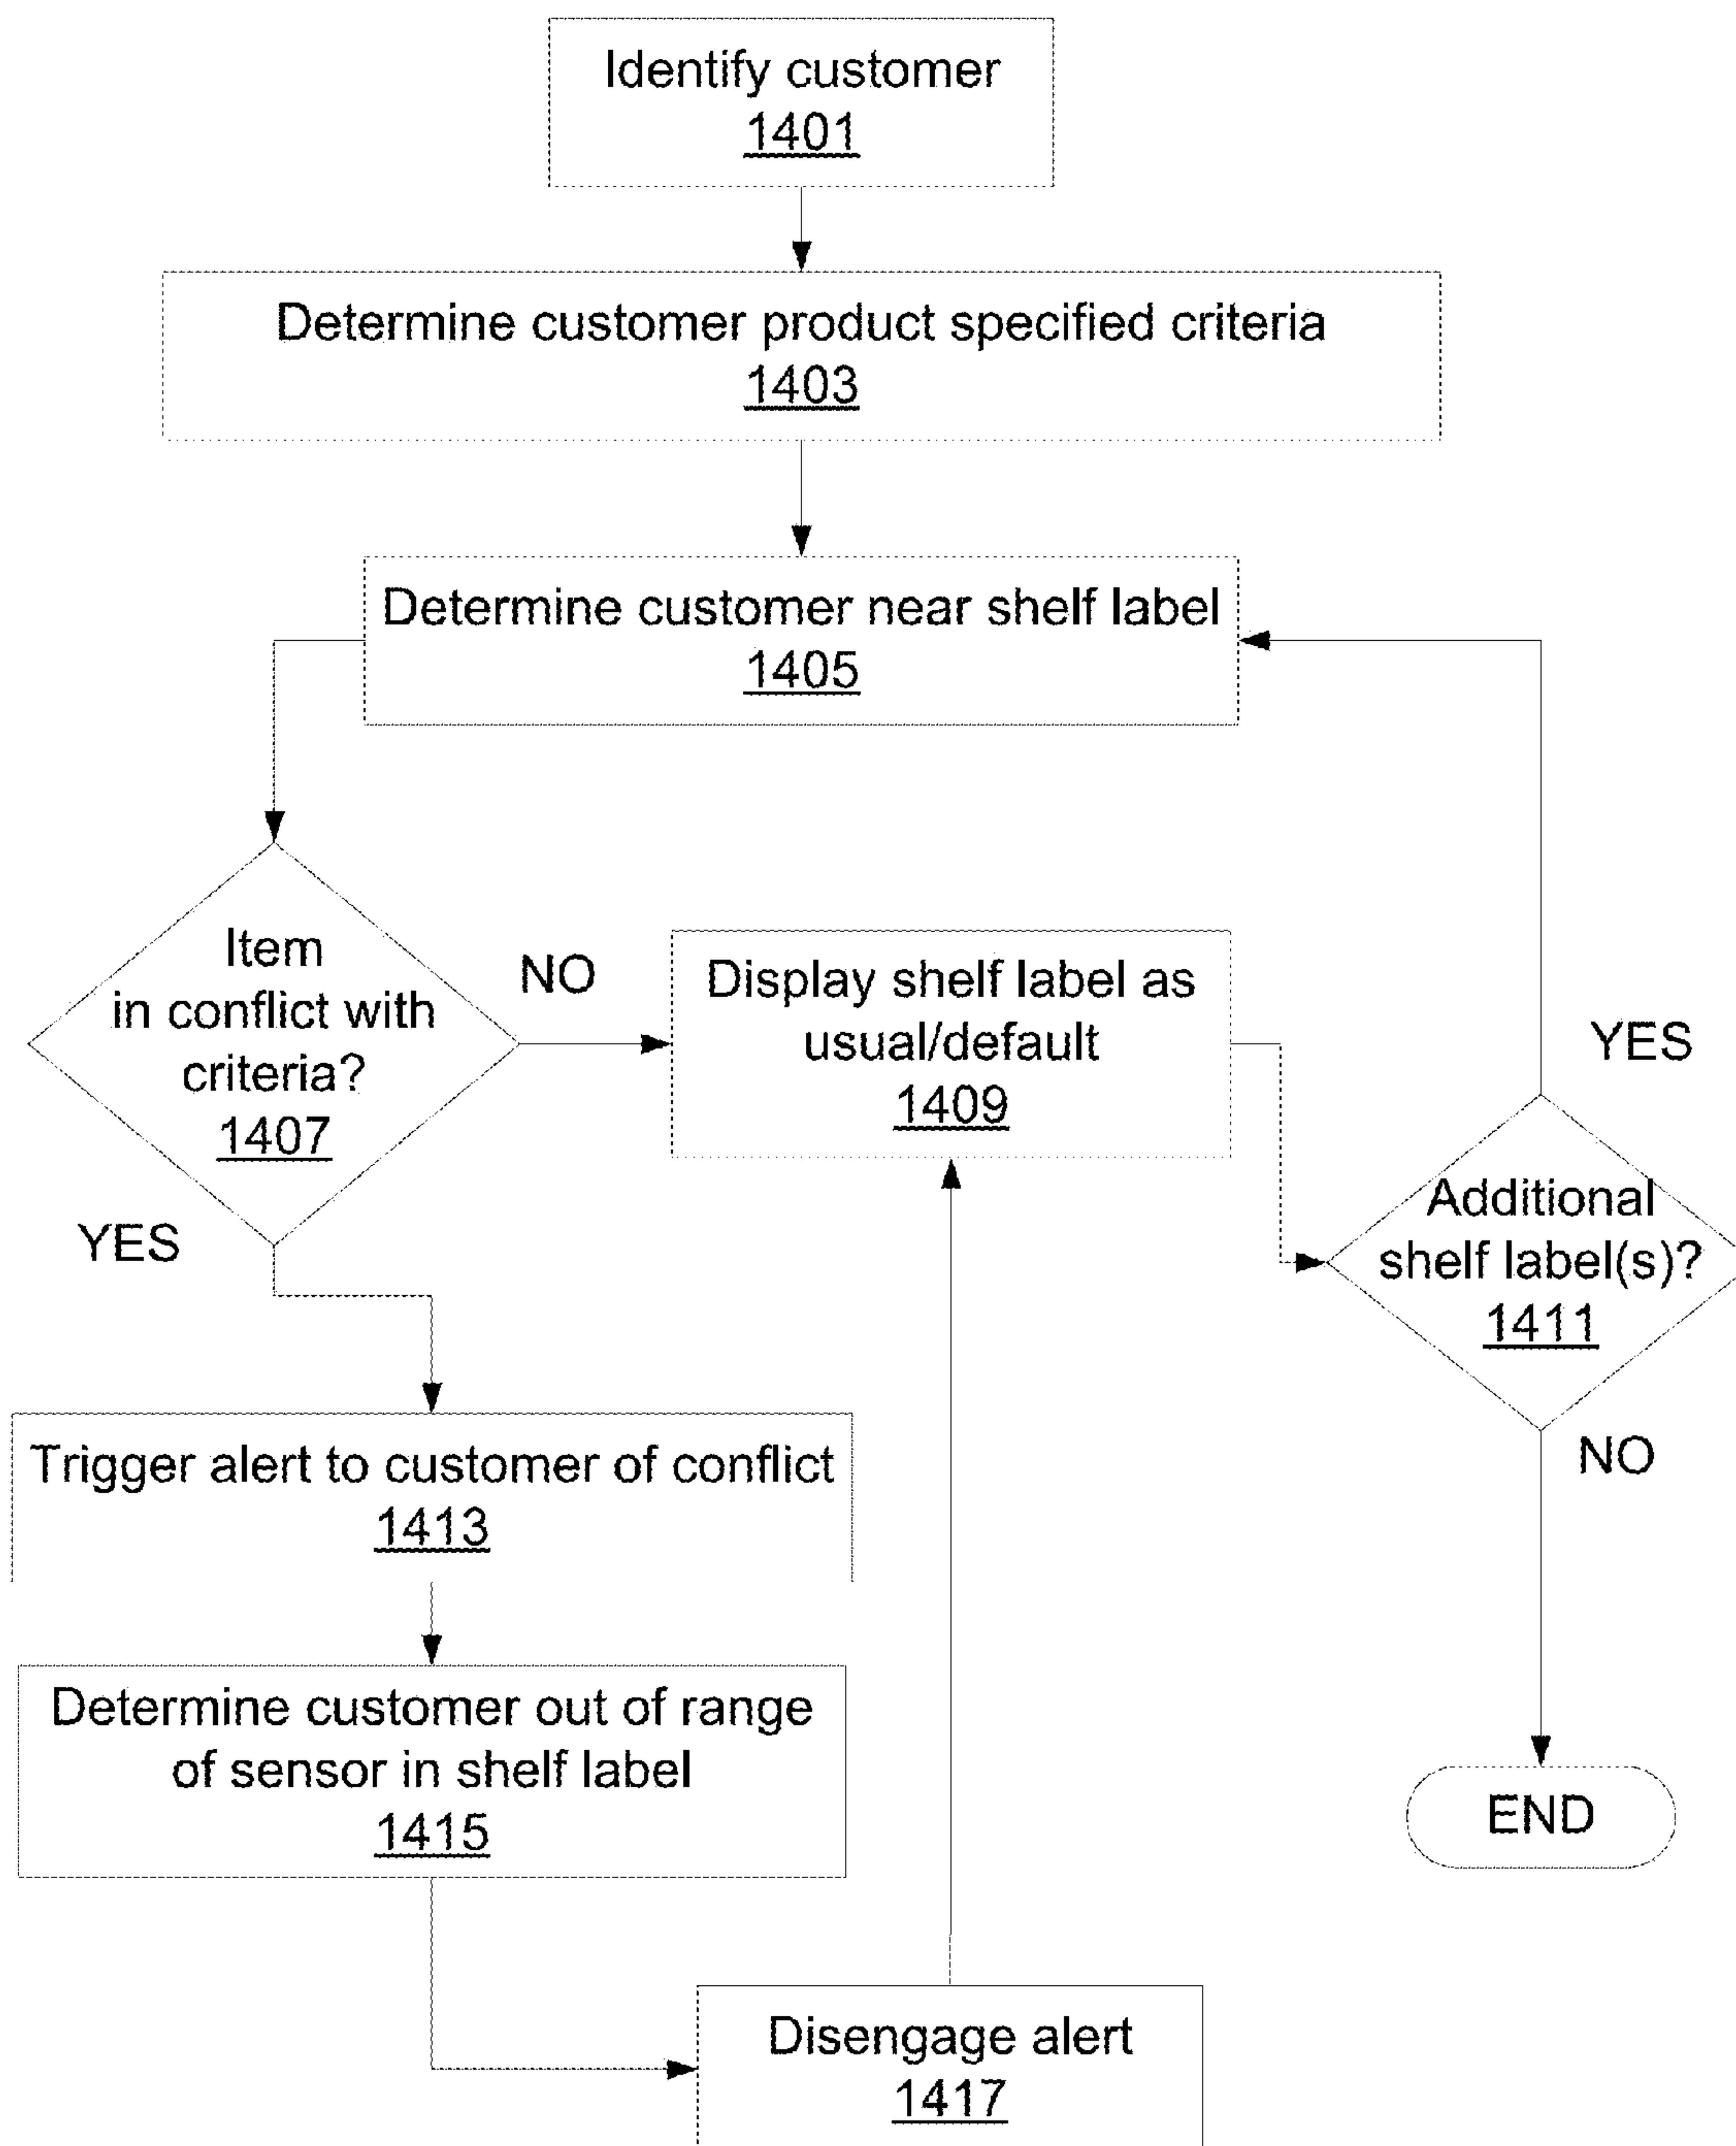 Identify customer
1401
Determine customer product specified criteria
1403
Determine customer near shelf label
1405
Item
in conflict with
criteria?
1407
NO
Display shelf label as
usual/default
1409
YES
Additional
shelf label(s)?
1411
YES
NO
Trigger alert to customer of conflict
1413
Determine customer out of range
of sensor in shelf label
1415
END
Disengage alert
1417